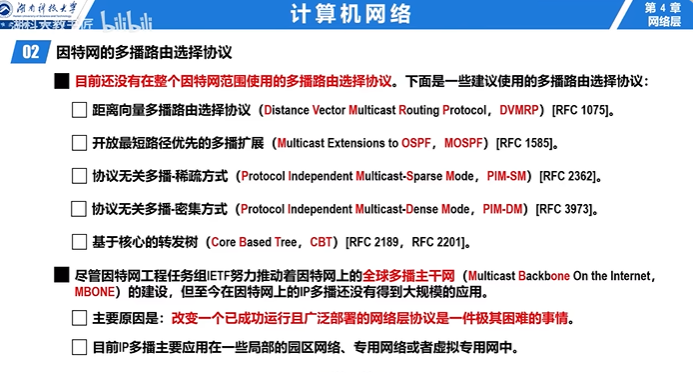 湖南科技大学
计算机网络
第 4 章
网络层
湖科大教书匠
bilibili
02 因特网的多播路由选择协议
目前还没有在整个因特网范围使用的多播路由选择协议。下面是一些建议使用的多播路由选择协议：
距离向量多播路由选择协议（Distance Vector Multicast Routing Protocol，DVMRP）[RFC 1075]。
开放最短路径优先的多播扩展（Multicast Extensions to OSPF，MOSPF）[RFC 1585]。
协议无关多播-稀疏方式（Protocol Independent Multicast-Sparse Mode，PIM-SM）[RFC 2362]。
协议无关多播-密集方式（Protocol Independent Multicast-Dense Mode，PIM-DM）[RFC 3973]。
基于核心的转发树（Core Based Tree，CBT）[RFC 2189，RFC 2201]。
尽管因特网工程任务组IETF努力推动着因特网上的全球多播主干网（Multicast Backbone On the Internet，
MBONE）的建设，但至今在因特网上的IP多播还没有得到大规模的应用。
主要原因是：改变一个已成功运行且广泛部署的网络层协议是一件极其困难的事情。
目前IP多播主要应用在一些局部的园区网络、专用网络或者虚拟专用网中。